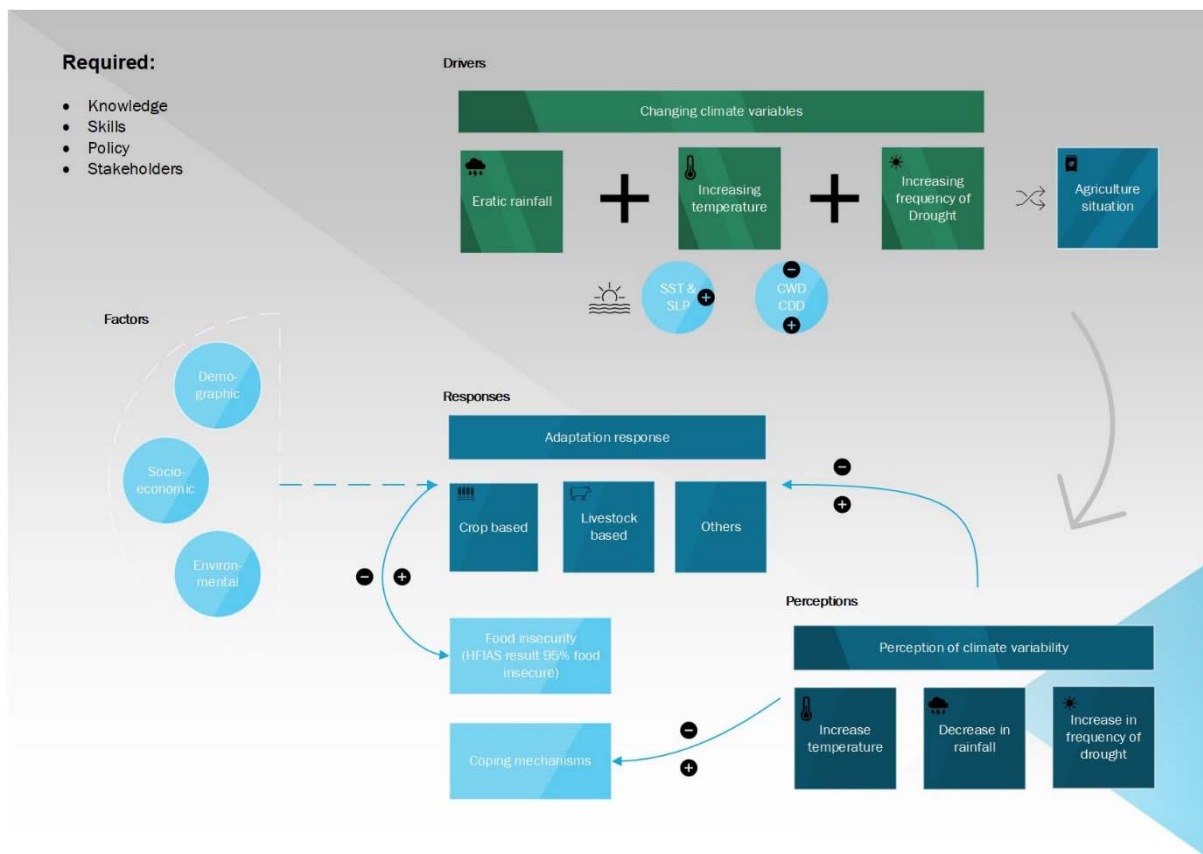 Required:
• Knowledge
• Skills
• Policy
• Stakeholders
Drivers
Changing climate variables
Eratic rainfall
Increasing
temperature
Increasing
frequency of
Drought
Agriculture
situation
SST &
SLP
CWD
CDD
Factors
Demo-
graphic
Socio-
economic
Environ-
mental
Responses
Adaptation response
Crop based
Livestock
based
Others
Food insecurity
(HFIAS result 95% food
insecure)
Coping mechanisms
Perceptions
Perception of climate variability
Increase
temperature
Decrease in
rainfall
Increase in
frequency of
drought